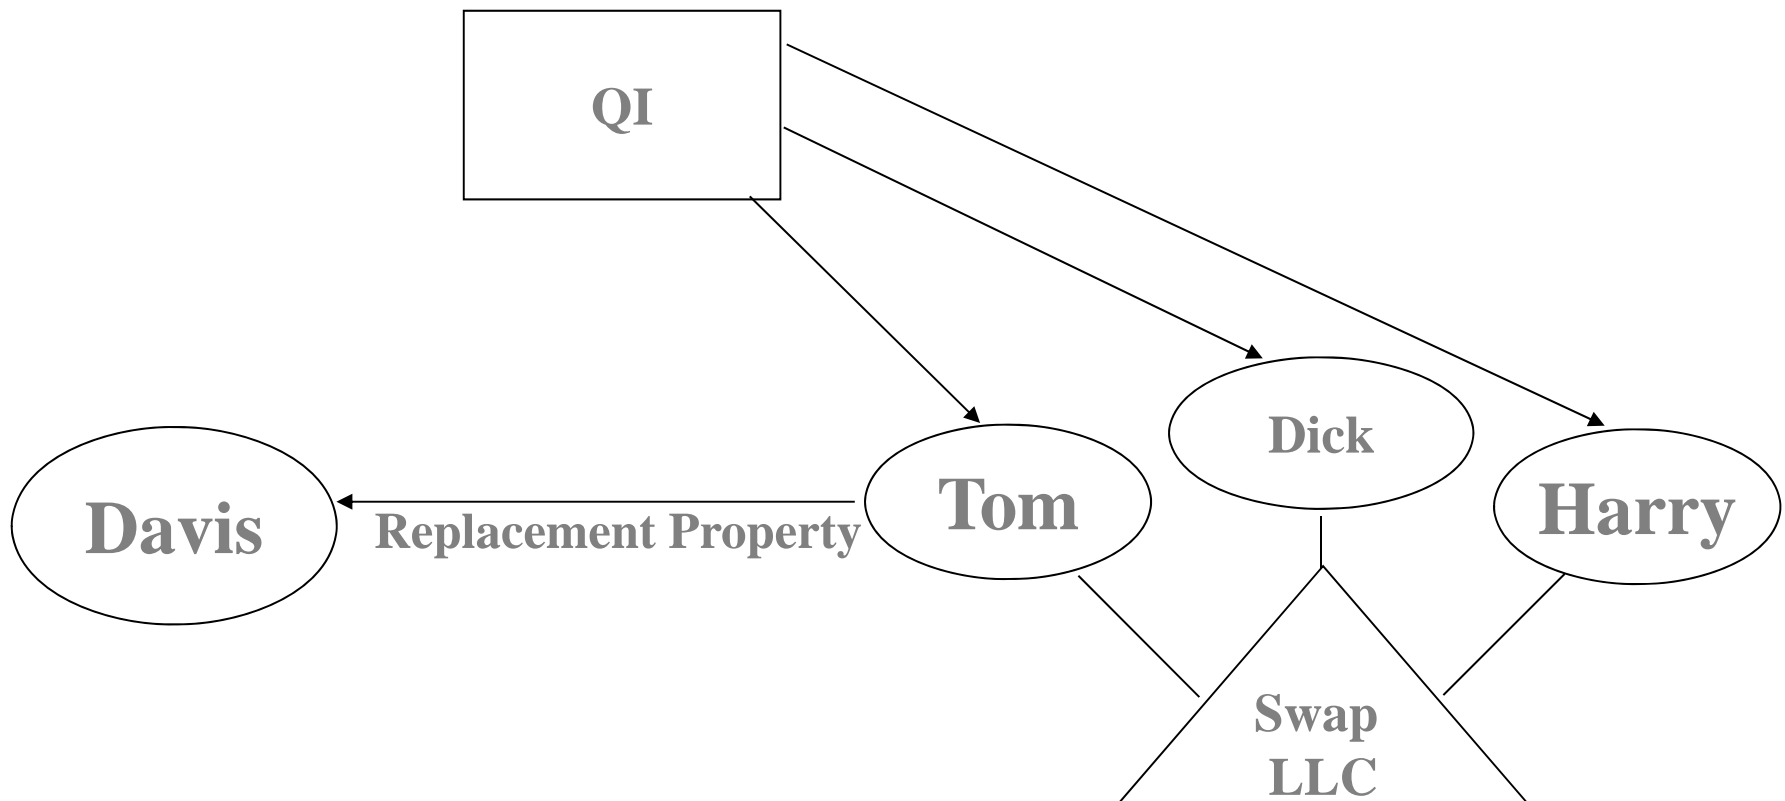 QI
Dick
Davis
Tom
Harry
Replacement Property
Swap
LLC